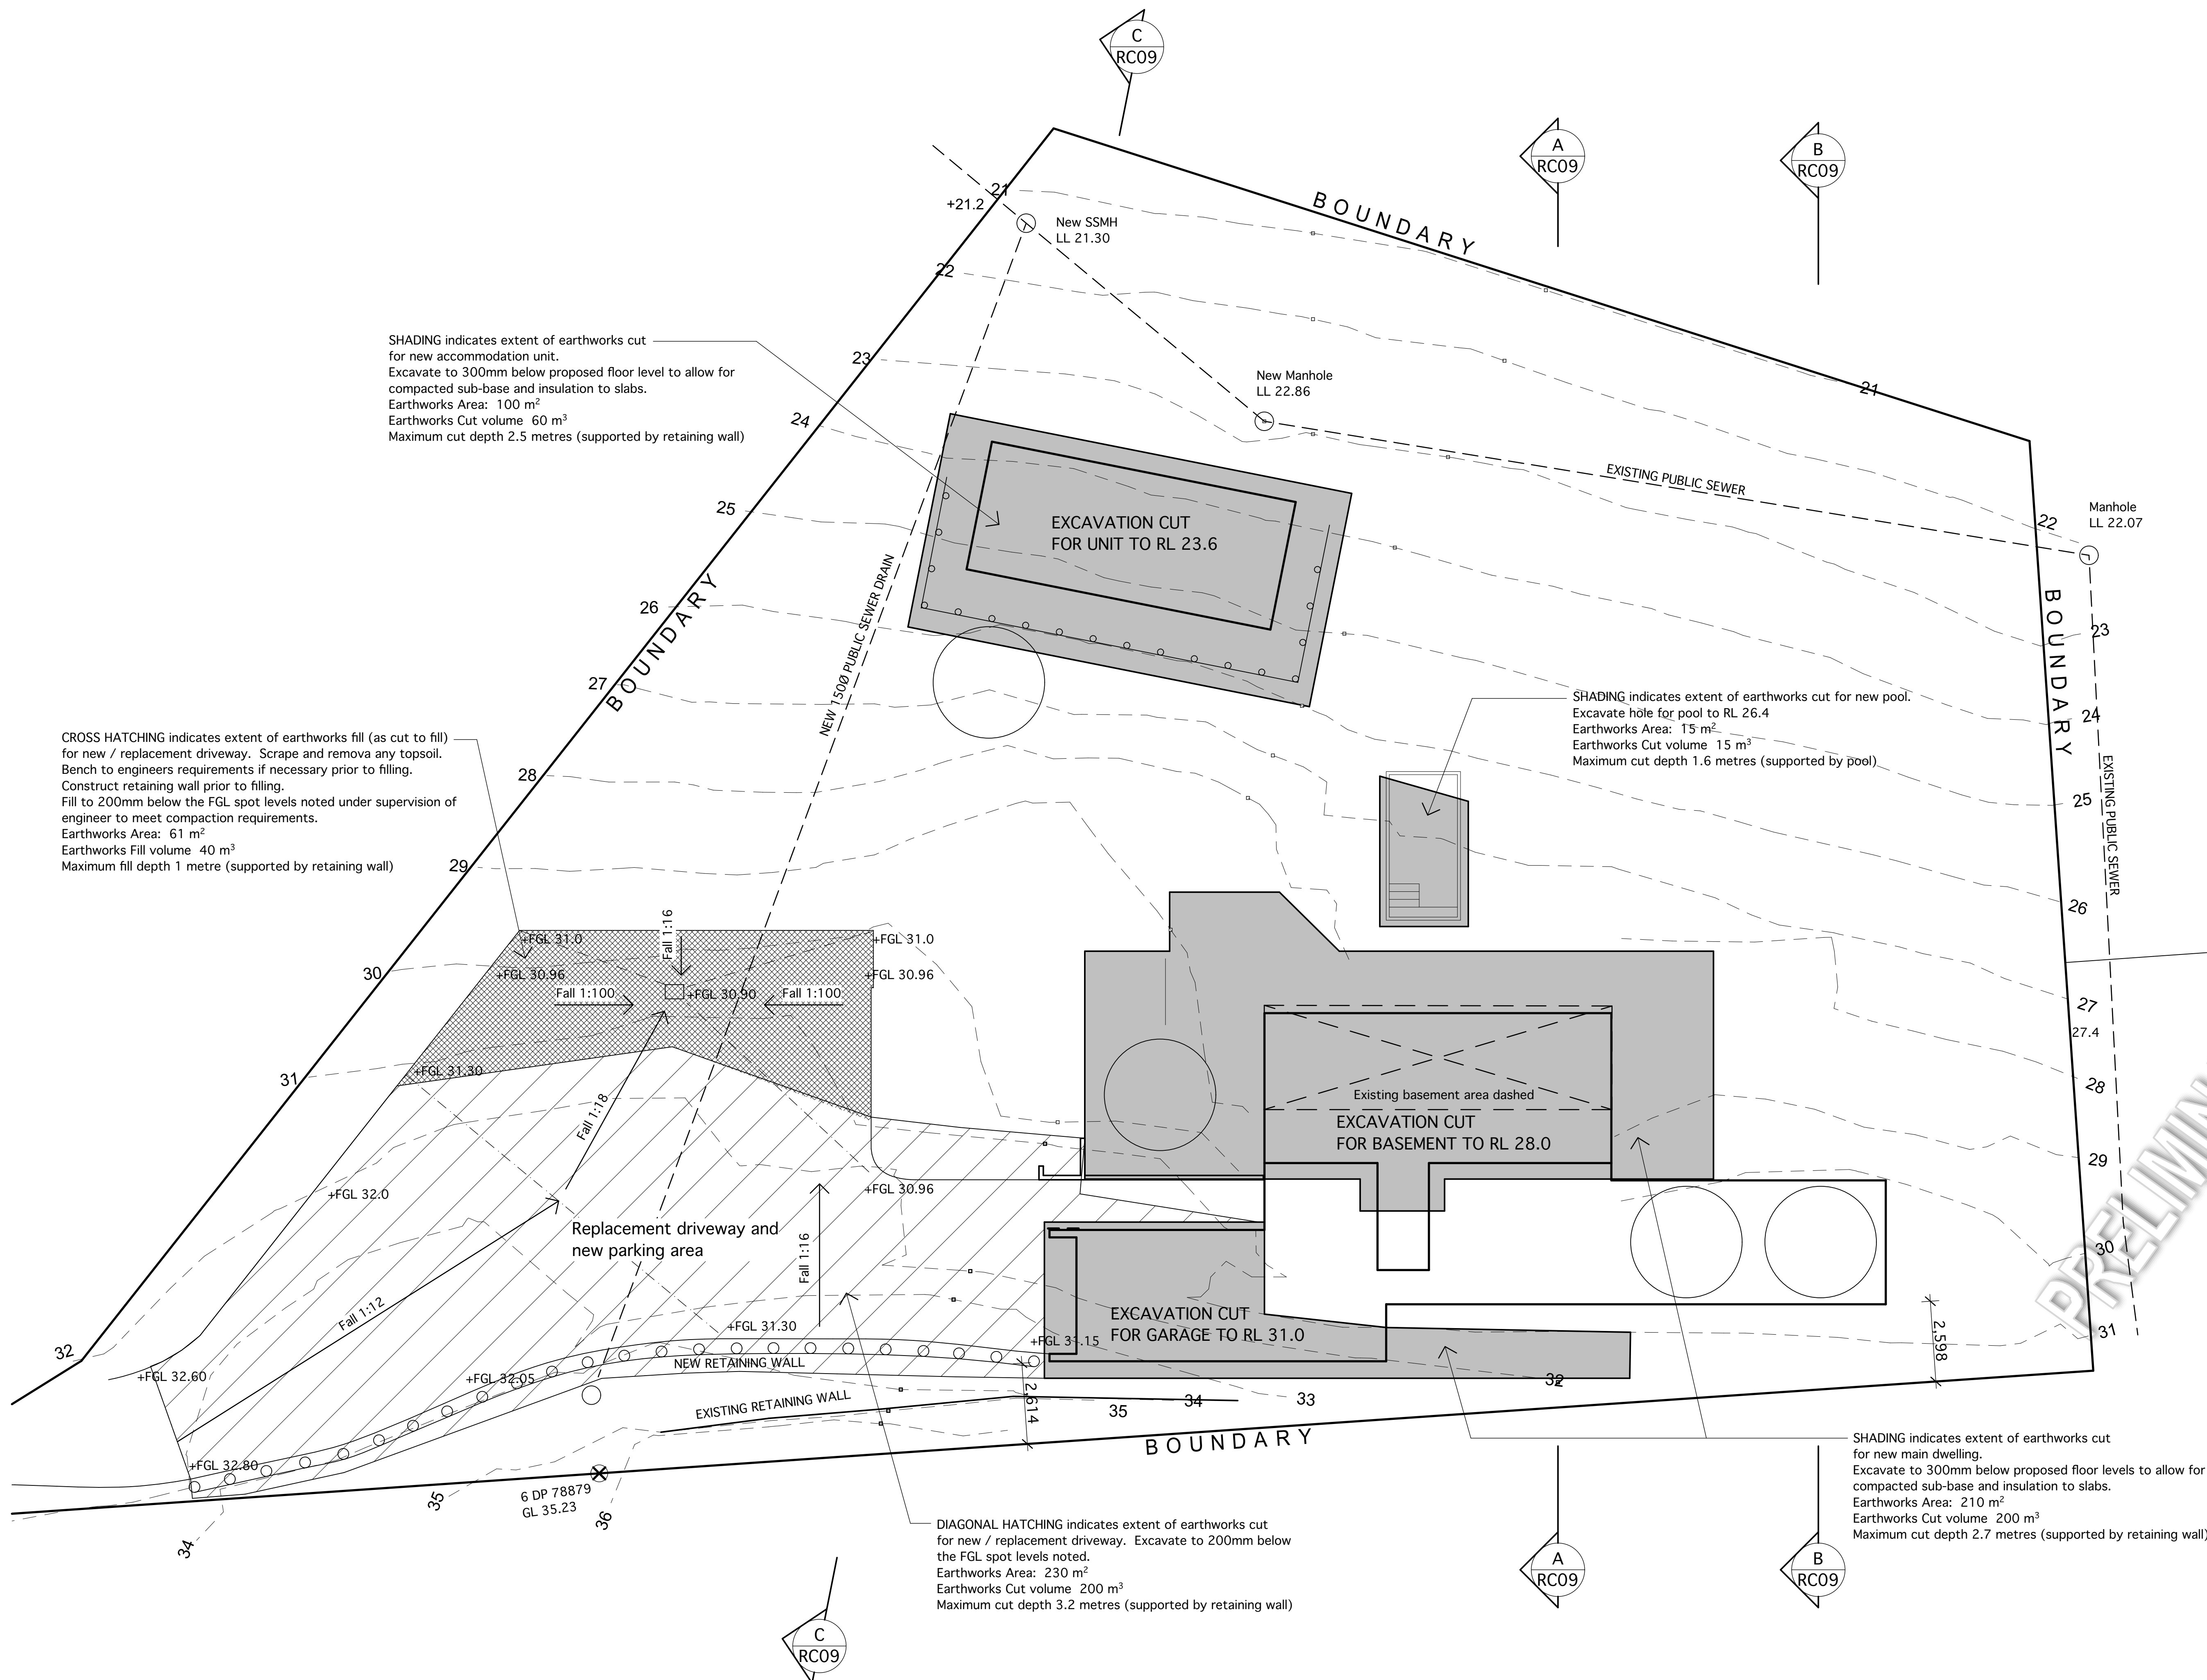 C
RC09
A
RC09
B
RC09
21
+21.2
New SSMH
LL 21.30
BOUNDARY
22
SHADING indicates extent of earthworks cut
for new accommodation unit.
Excavate to 300mm below proposed floor level to allow for
compacted sub-base and insulation to slabs.
Earthworks Area: 100 m²
Earthworks Cut volume 60 m³
Maximum cut depth 2.5 metres (supported by retaining wall)
23
New Manhole
LL 22.86
21
24
EXISTING PUBLIC SEWER
25
EXCAVATION CUT
FOR UNIT TO RL 23.6
22
Manhole
LL 22.07
BOUNDARY
26
NEW 150Ø PUBLIC SEWER DRAIN
BOUNDARY
23
27
SHADING indicates extent of earthworks cut for new pool.
Excavate hole for pool to RL 26.4
Earthworks Area: 15 m²
Earthworks Cut volume 15 m³
Maximum cut depth 1.6 metres (supported by pool)
24
CROSS HATCHING indicates extent of earthworks fill (as cut to fill)
for new / replacement driveway. Scrape and remova any topsoil.
Bench to engineers requirements if necessary prior to filling.
Construct retaining wall prior to filling.
Fill to 200mm below the FGL spot levels noted under supervision of
engineer to meet compaction requirements.
Earthworks Area: 61 m²
Earthworks Fill volume 40 m³
Maximum fill depth 1 metre (supported by retaining wall)
28
25
EXISTING PUBLIC SEWER
29
26
+FGL 31.0
Fall 1:16
+FGL 31.0
30
+FGL 30.96
+FGL 30.96
Fall 1:100
+FGL 30.90
Fall 1:100
27
27.4
31
+FGL 31.30
28
Existing basement area dashed
EXCAVATION CUT
FOR BASEMENT TO RL 28.0
Fall 1:18
29
+FGL 32.0
+FGL 30.96
Replacement driveway and
new parking area
Fall 1:16
30
PRELIMIN
Fall 1:12
EXCAVATION CUT
FOR GARAGE TO RL 31.0
+FGL 31.30
+FGL 31.15
31
2,598
32
NEW RETAINING WALL
+FGL 32.60
+FGL 32.05
32
EXISTING RETAINING WALL
2,614
35
34
33
BOUNDARY
+FGL 32.80
6 DP 78879
GL 35.23
35
36
34
SHADING indicates extent of earthworks cut
for new main dwelling.
Excavate to 300mm below proposed floor levels to allow for
compacted sub-base and insulation to slabs.
Earthworks Area: 210 m²
Earthworks Cut volume 200 m³
Maximum cut depth 2.7 metres (supported by retaining wall)
DIAGONAL HATCHING indicates extent of earthworks cut
for new / replacement driveway. Excavate to 200mm below
the FGL spot levels noted.
Earthworks Area: 230 m²
Earthworks Cut volume 200 m³
Maximum cut depth 3.2 metres (supported by retaining wall)
A
RC09
B
RC09
C
RC09